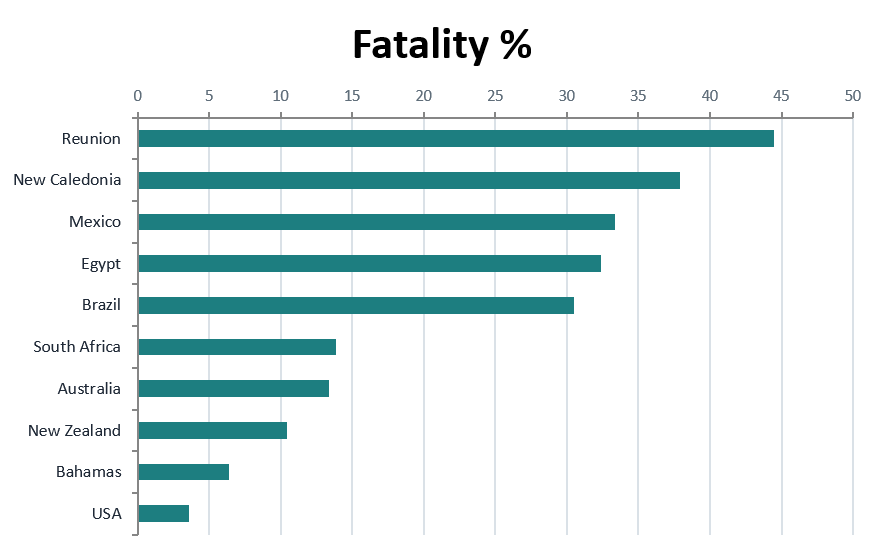 Fatality %
0 5 10 15 20 25 30 35 40 45 50
Reunion
New Caledonia
Mexico
Egypt
Brazil
South Africa
Australia
New Zealand
Bahamas
USA